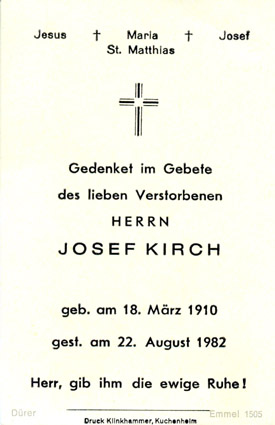 Jesus † Maria † Josef
St. Matthias
Gedenket im Gebete
des lieben Verstorbenen
HERRN
JOSEF KIRCH
geb. am 18. März 1910
gest. am 22. August 1982
Herr, gib ihm die ewige Ruhe!
Dürer Emmel 1505
Druck Klinkhammer, Kuchenheim